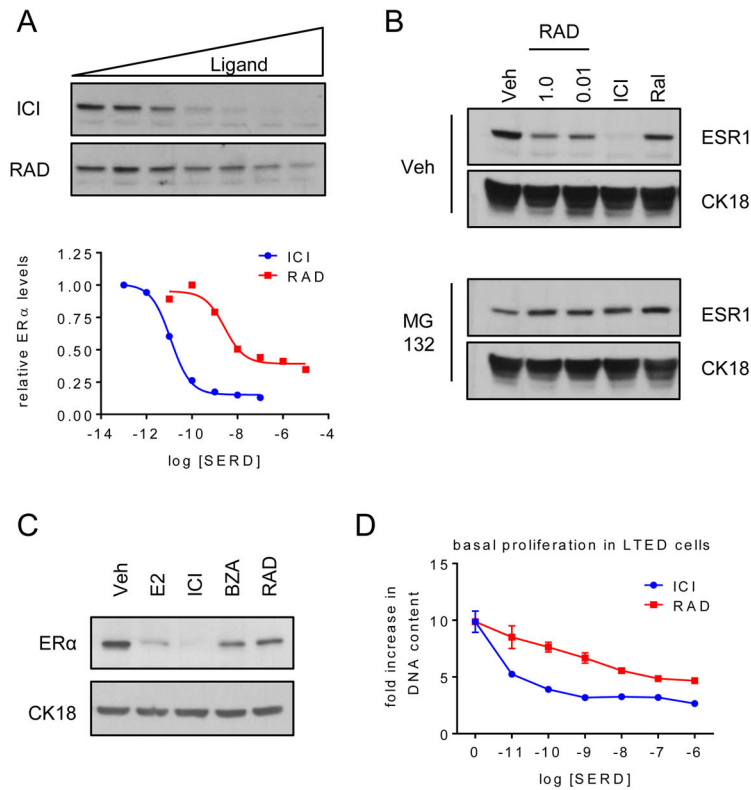 A
Ligand
ICI
RAD
ICI
RAD
relative ERα levels
1.25
1.00
0.75
0.50
0.25
0.00
-14 -12 -10 -8 -6 -4
log [SERD]
B
RAD
Veh 1.0 0.01 ICI Ral
Veh
ESR1
CK18
MG
132
ESR1
CK18
C
Veh E2 ICI BZA RAD
ERα
CK18
D
basal proliferation in LTED cells
ICI
RAD
fold increase in
DNA content
15
10
5
0
0 -11 -10 -9 -8 -7 -6
log [SERD]